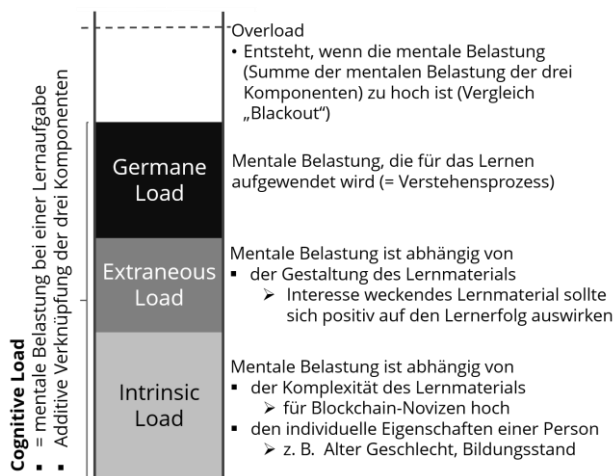 Overload
• Entsteht, wenn die mentale Belastung
(Summe der mentalen Belastung der drei
Komponenten) zu hoch ist (Vergleich
„Blackout“)
Germane
Load
Mentale Belastung, die für das Lernen
aufgewendet wird (= Verstehensprozess)
Extraneous
Load
Mentale Belastung ist abhängig von
▪ der Gestaltung des Lernmaterials
➢ Interesse weckendes Lernmaterial sollte
sich positiv auf den Lernerfolg auswirken
Intrinsic
Load
Mentale Belastung ist abhängig von
▪ der Komplexität des Lernmaterials
➢ für Blockchain-Novizen hoch
▪ den individuelle Eigenschaften einer Person
➢ z. B. Alter Geschlecht, Bildungsstand
Cognitive Load
▪ = mentale Belastung bei einer Lernaufgabe
▪ Additive Verknüpfung der drei Komponenten